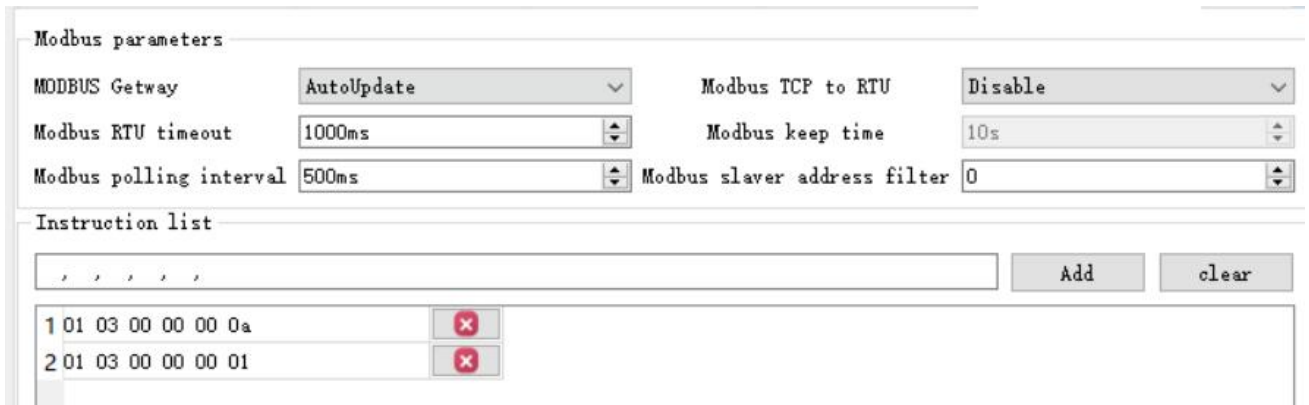 Modbus parameters
MODBUS Getway AutoUpdate Modbus TCP to RTU Disable
Modbus RTU timeout 1000ms Modbus keep time 10s
Modbus polling interval 500ms Modbus slaver address filter 0
Instruction list
, , , , , Add clear
1 01 03 00 00 00 0a
2 01 03 00 00 00 01